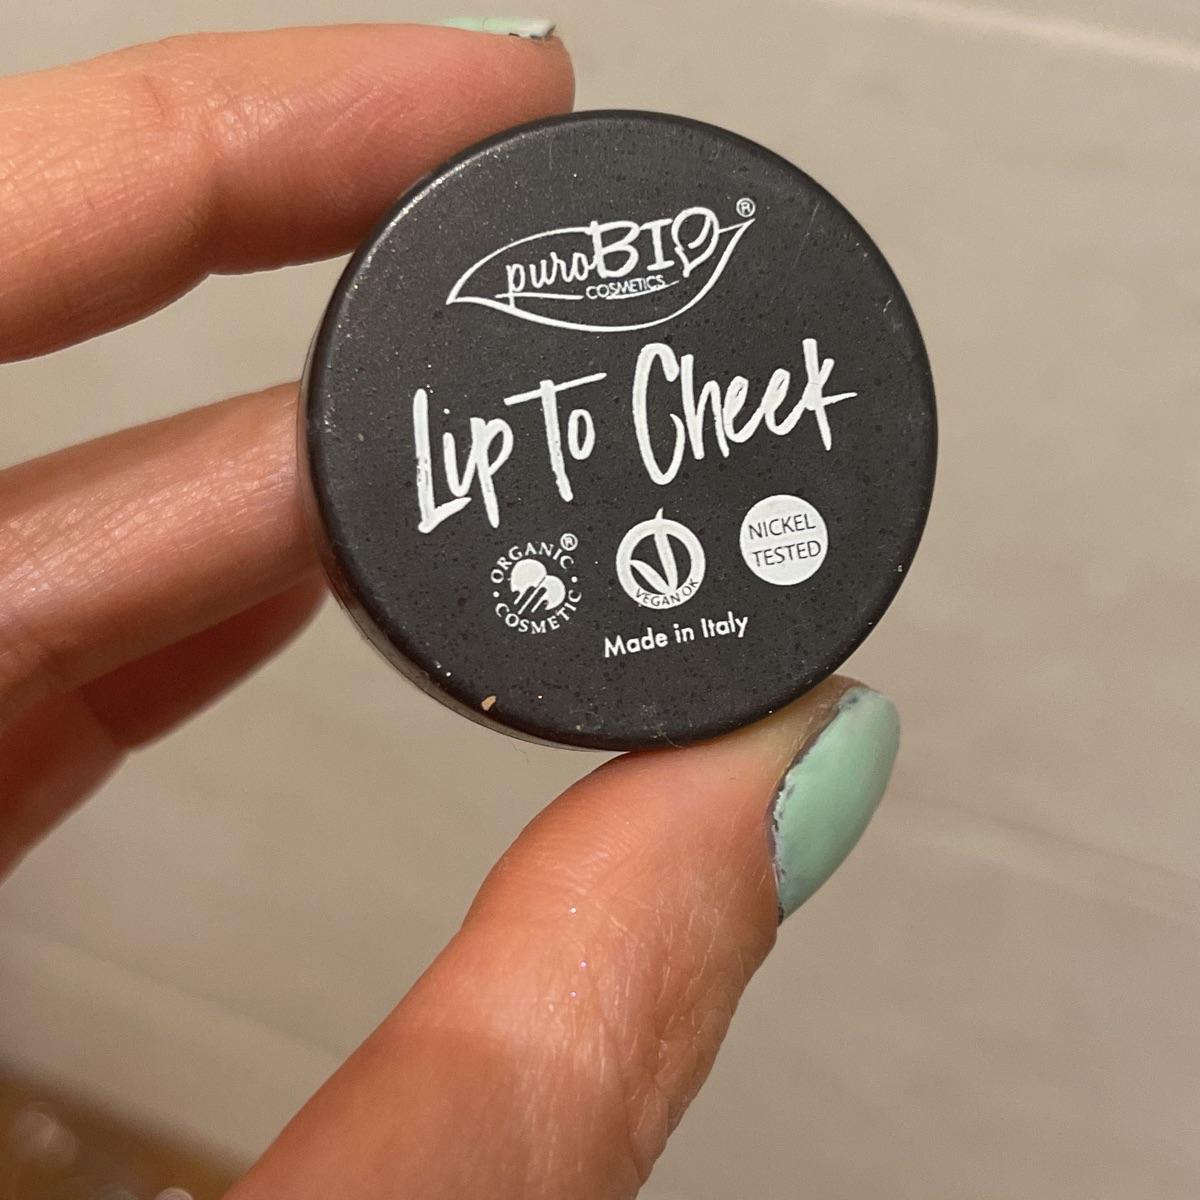 puroBIO®
COSMETICS
Lip To Cheek
ORGANIC® COSMETIC
VEGAN OK
NICKEL
TESTED
Made in Italy